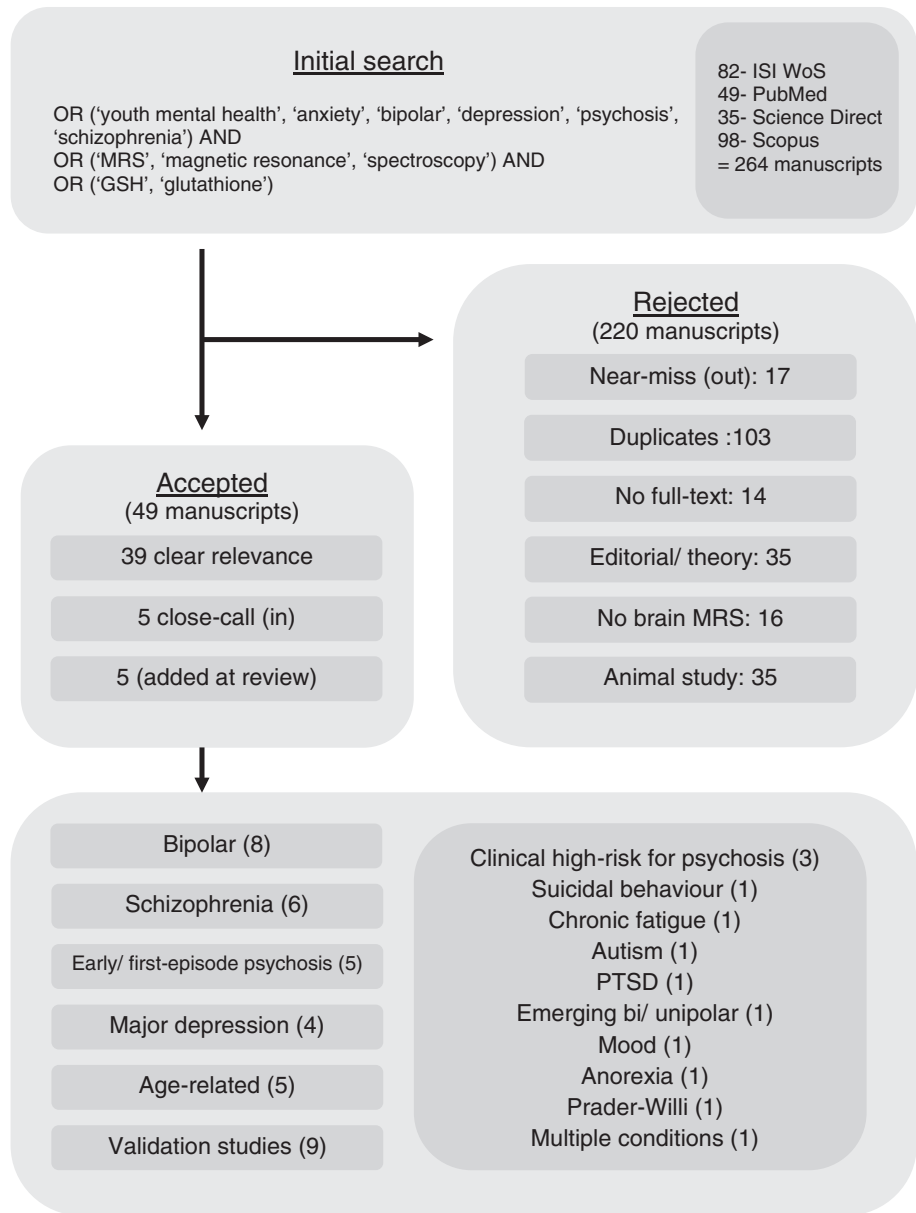 Initial search
OR (‘youth mental health’, ‘anxiety’, ‘bipolar’, ‘depression’, ‘psychosis’,
‘schizophrenia’) AND
OR (‘MRS’, ‘magnetic resonance’, ‘spectroscopy’) AND
OR (‘GSH’, ‘glutathione’)
82- ISI WoS
49- PubMed
35- Science Direct
98- Scopus
= 264 manuscripts
Rejected
(220 manuscripts)
Near-miss (out): 17
Duplicates :103
No full-text: 14
Editorial/ theory: 35
No brain MRS: 16
Animal study: 35
Accepted
(49 manuscripts)
39 clear relevance
5 close-call (in)
5 (added at review)
Bipolar (8)
Schizophrenia (6)
Early/ first-episode psychosis (5)
Major depression (4)
Age-related (5)
Validation studies (9)
Clinical high-risk for psychosis (3)
Suicidal behaviour (1)
Chronic fatigue (1)
Autism (1)
PTSD (1)
Emerging bi/ unipolar (1)
Mood (1)
Anorexia (1)
Prader-Willi (1)
Multiple conditions (1)